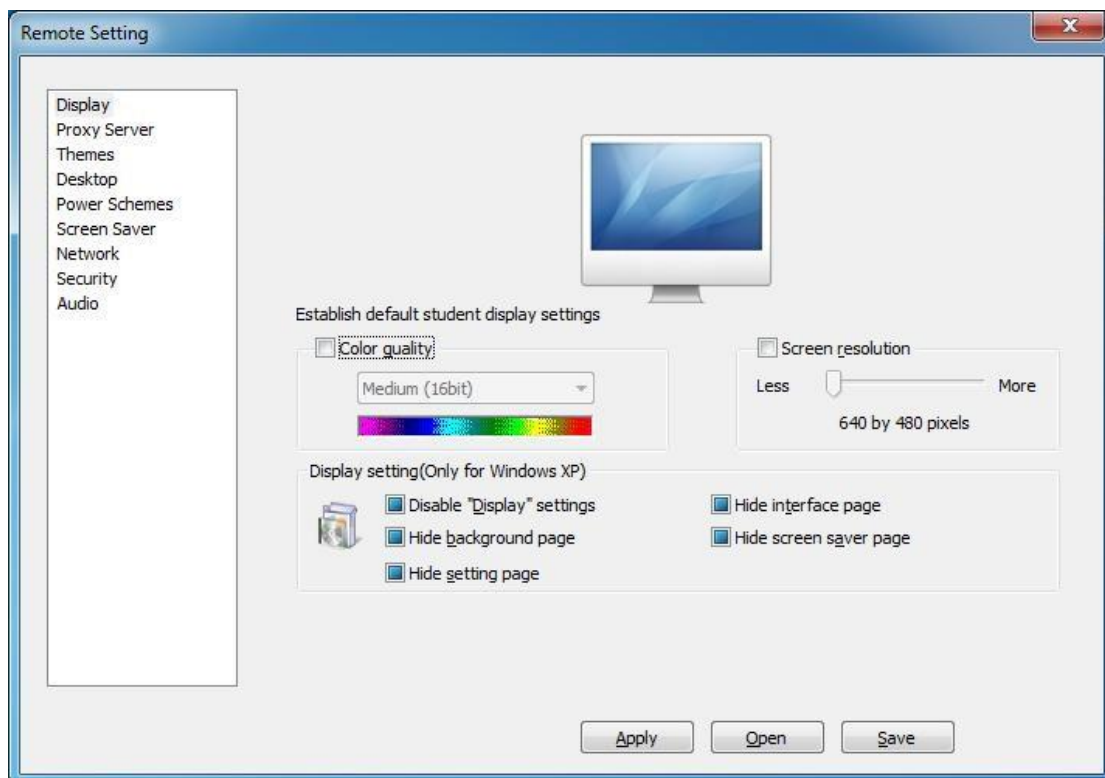 Remote Setting
Display
Proxy Server
Themes
Desktop
Power Schemes
Screen Saver
Network
Security
Audio
Establish default student display settings
Color quality
Medium (16bit)
Screen resolution
Less More
640 by 480 pixels
Display setting(Only for Windows XP)
Disable "Display" settings
Hide interface page
Hide background page
Hide screen saver page
Hide setting page
Apply
Open
Save